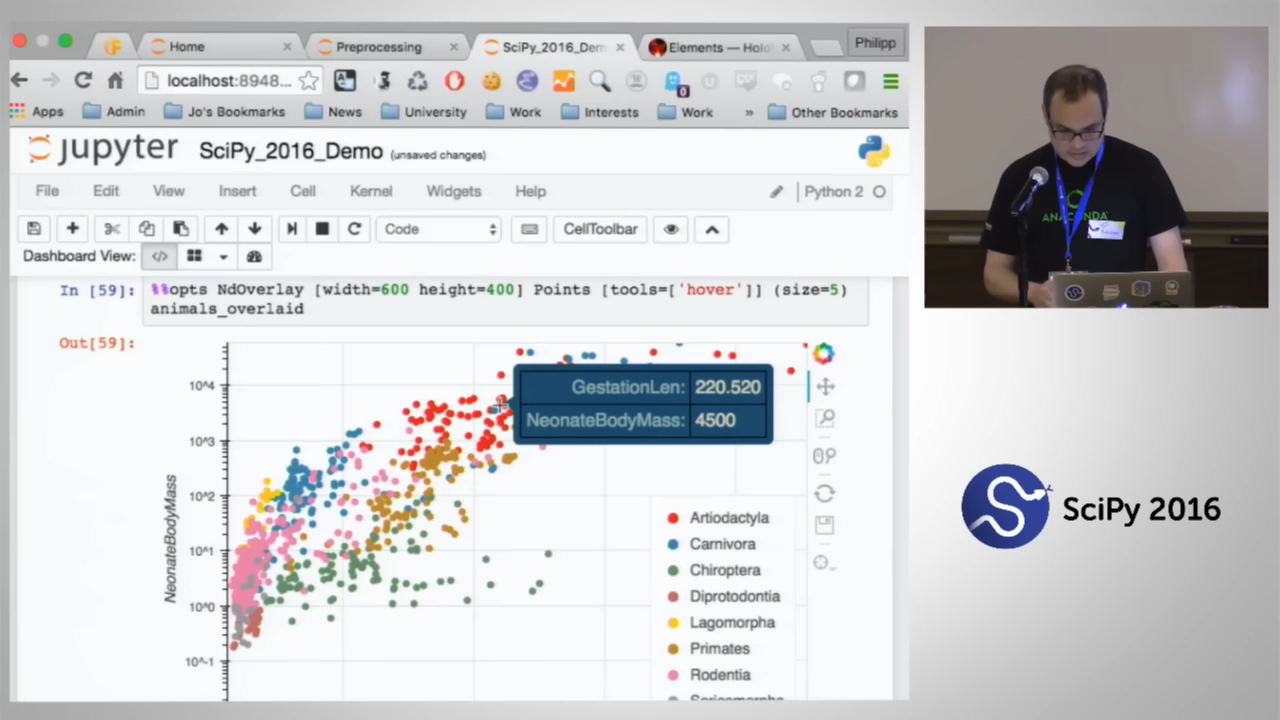 Home
Preprocessing
SciPy_2016_Dem
Elements — Holo
Philipp
localhost:8948...
0
Apps
Admin
Jo's Bookmarks
News
University
Work
Interests
Work
»
Other Bookmarks
jupyter SciPy_2016_Demo (unsaved changes)
File Edit View Insert Cell Kernel Widgets Help
Python 2
Code
CellToolbar
Dashboard View:
In [59]: %%opts NdOverlay [width=600 height=400] Points [tools=['hover']] (size=5)
animals_overlaid
Out[59]:
10^4
10^3
10^2
10^1
10^0
10^-1
NeonateBodyMass
GestationLen: 220.520
NeonateBodyMass: 4500
Artiodactyla
Carnivora
Chiroptera
Diprotodontia
Lagomorpha
Primates
Rodentia
ANACONDA
SciPy 2016